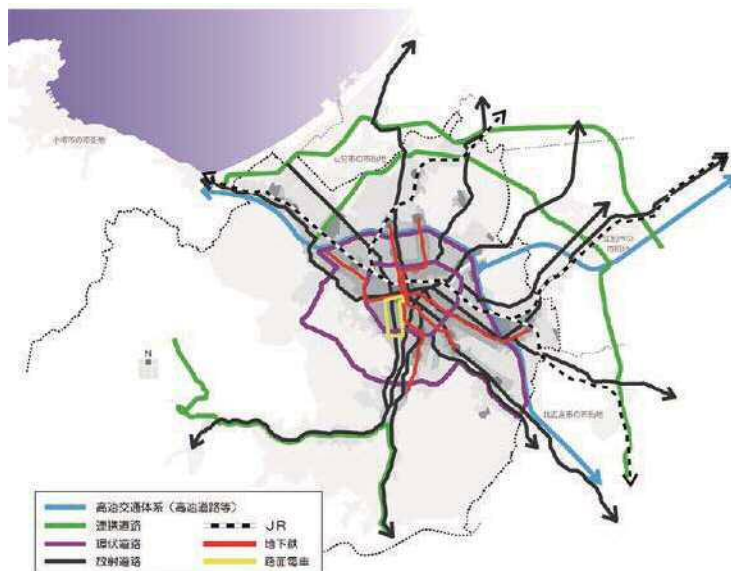 小樽市の市街地
石狩市の市街地
江別市の
市街地
北広島市の市街地
N
高速交通体系（高速道路等）
連携道路
環状道路
放射道路
JR
地下鉄
路面電車